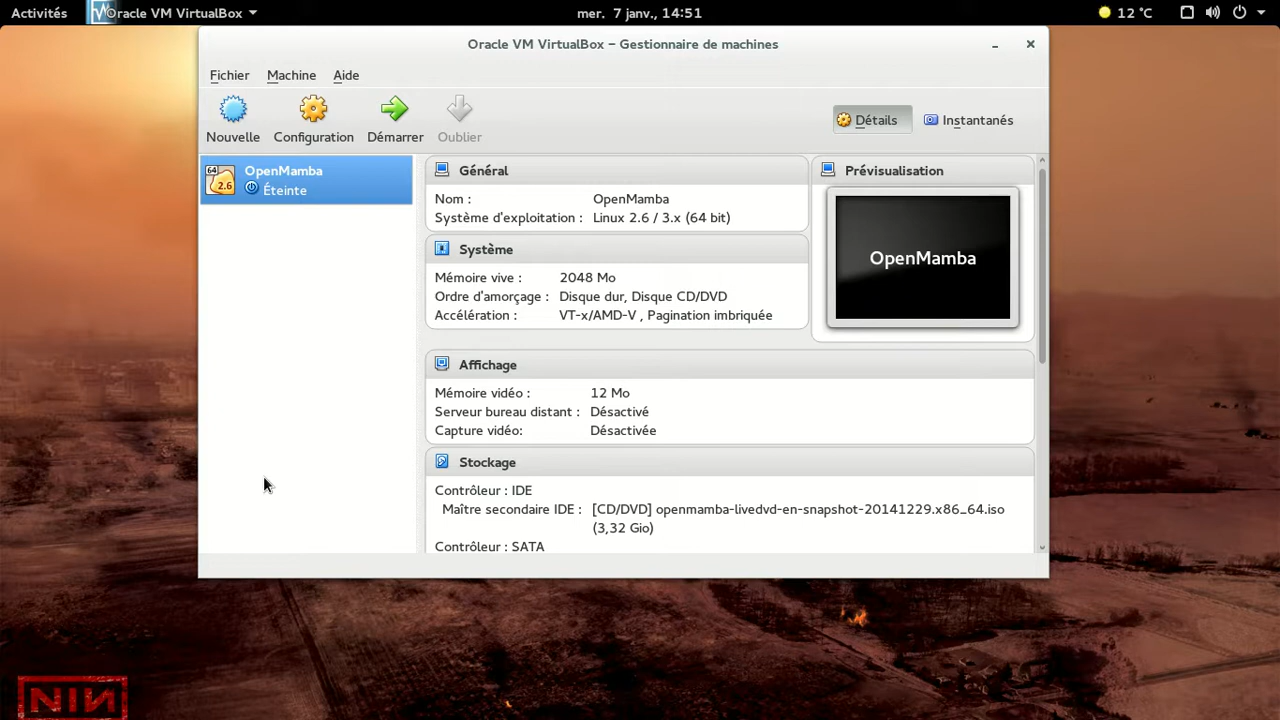 Activités
Oracle VM VirtualBox
mer. 7 janv., 14:51
12 °C
Oracle VM VirtualBox – Gestionnaire de machines
Fichier Machine Aide
Nouvelle Configuration Démarrer Oublier
Détails Instantanés
64
2.6
OpenMamba
Éteinte
Général
Nom : OpenMamba
Système d'exploitation : Linux 2.6 / 3.x (64 bit)
Prévisualisation
OpenMamba
Système
Mémoire vive : 2048 Mo
Ordre d'amorçage : Disque dur, Disque CD/DVD
Accélération : VT-x/AMD-V , Pagination imbriquée
Affichage
Mémoire vidéo : 12 Mo
Serveur bureau distant : Désactivé
Capture vidéo: Désactivée
Stockage
Contrôleur : IDE
Maître secondaire IDE : [CD/DVD] openmamba-livedvd-en-snapshot-20141229.x86_64.iso
(3,32 Gio)
Contrôleur : SATA
NIN